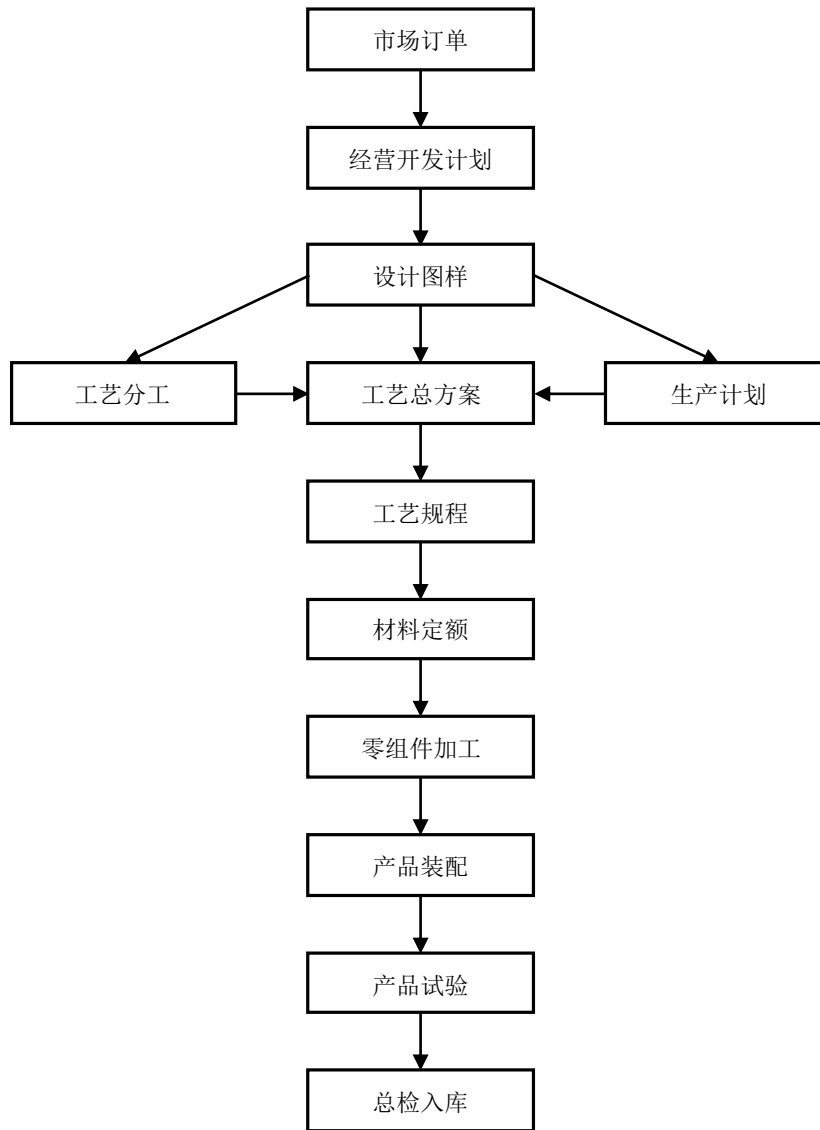 市场订单
经营开发计划
设计图样
工艺分工
工艺总方案
生产计划
工艺规程
材料定额
零组件加工
产品装配
产品试验
总检入库